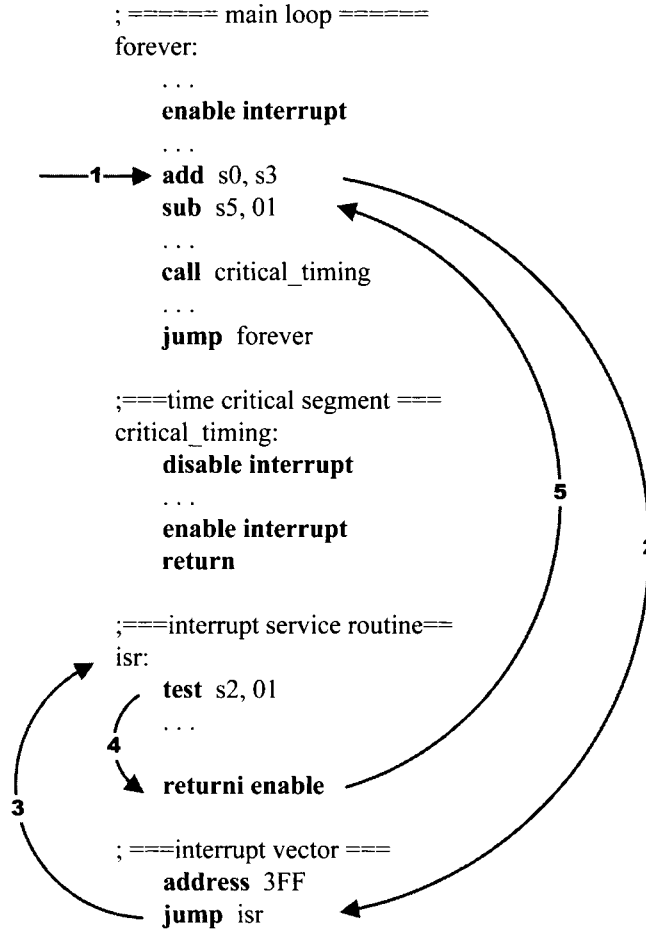 ; ====== main loop ======
forever:
. . .
enable interrupt
. . .
1 add s0, s3
sub s5, 01
. . .
call critical_timing
. . .
jump forever
;===time critical segment ===
critical_timing:
disable interrupt
. . .
5
enable interrupt
return
;===interrupt service routine==
isr:
test s2, 01
. . .
4
returni enable
3
; ===interrupt vector ===
address 3FF
jump isr